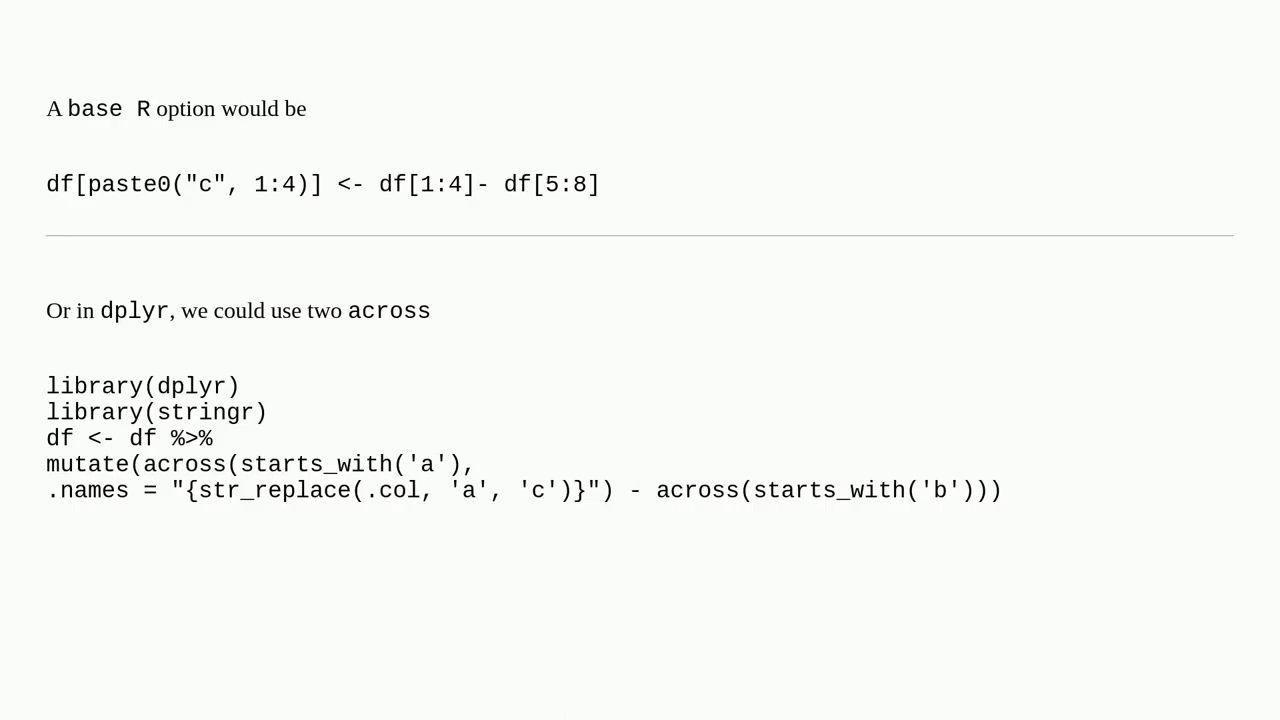 A base R option would be
df[paste0("c", 1:4)] <- df[1:4]- df[5:8]
Or in dplyr, we could use two across
library(dplyr)
library(stringr)
df <- df %>%
mutate(across(starts_with('a'),
.names = "{str_replace(.col, 'a', 'c')}") - across(starts_with('b')))